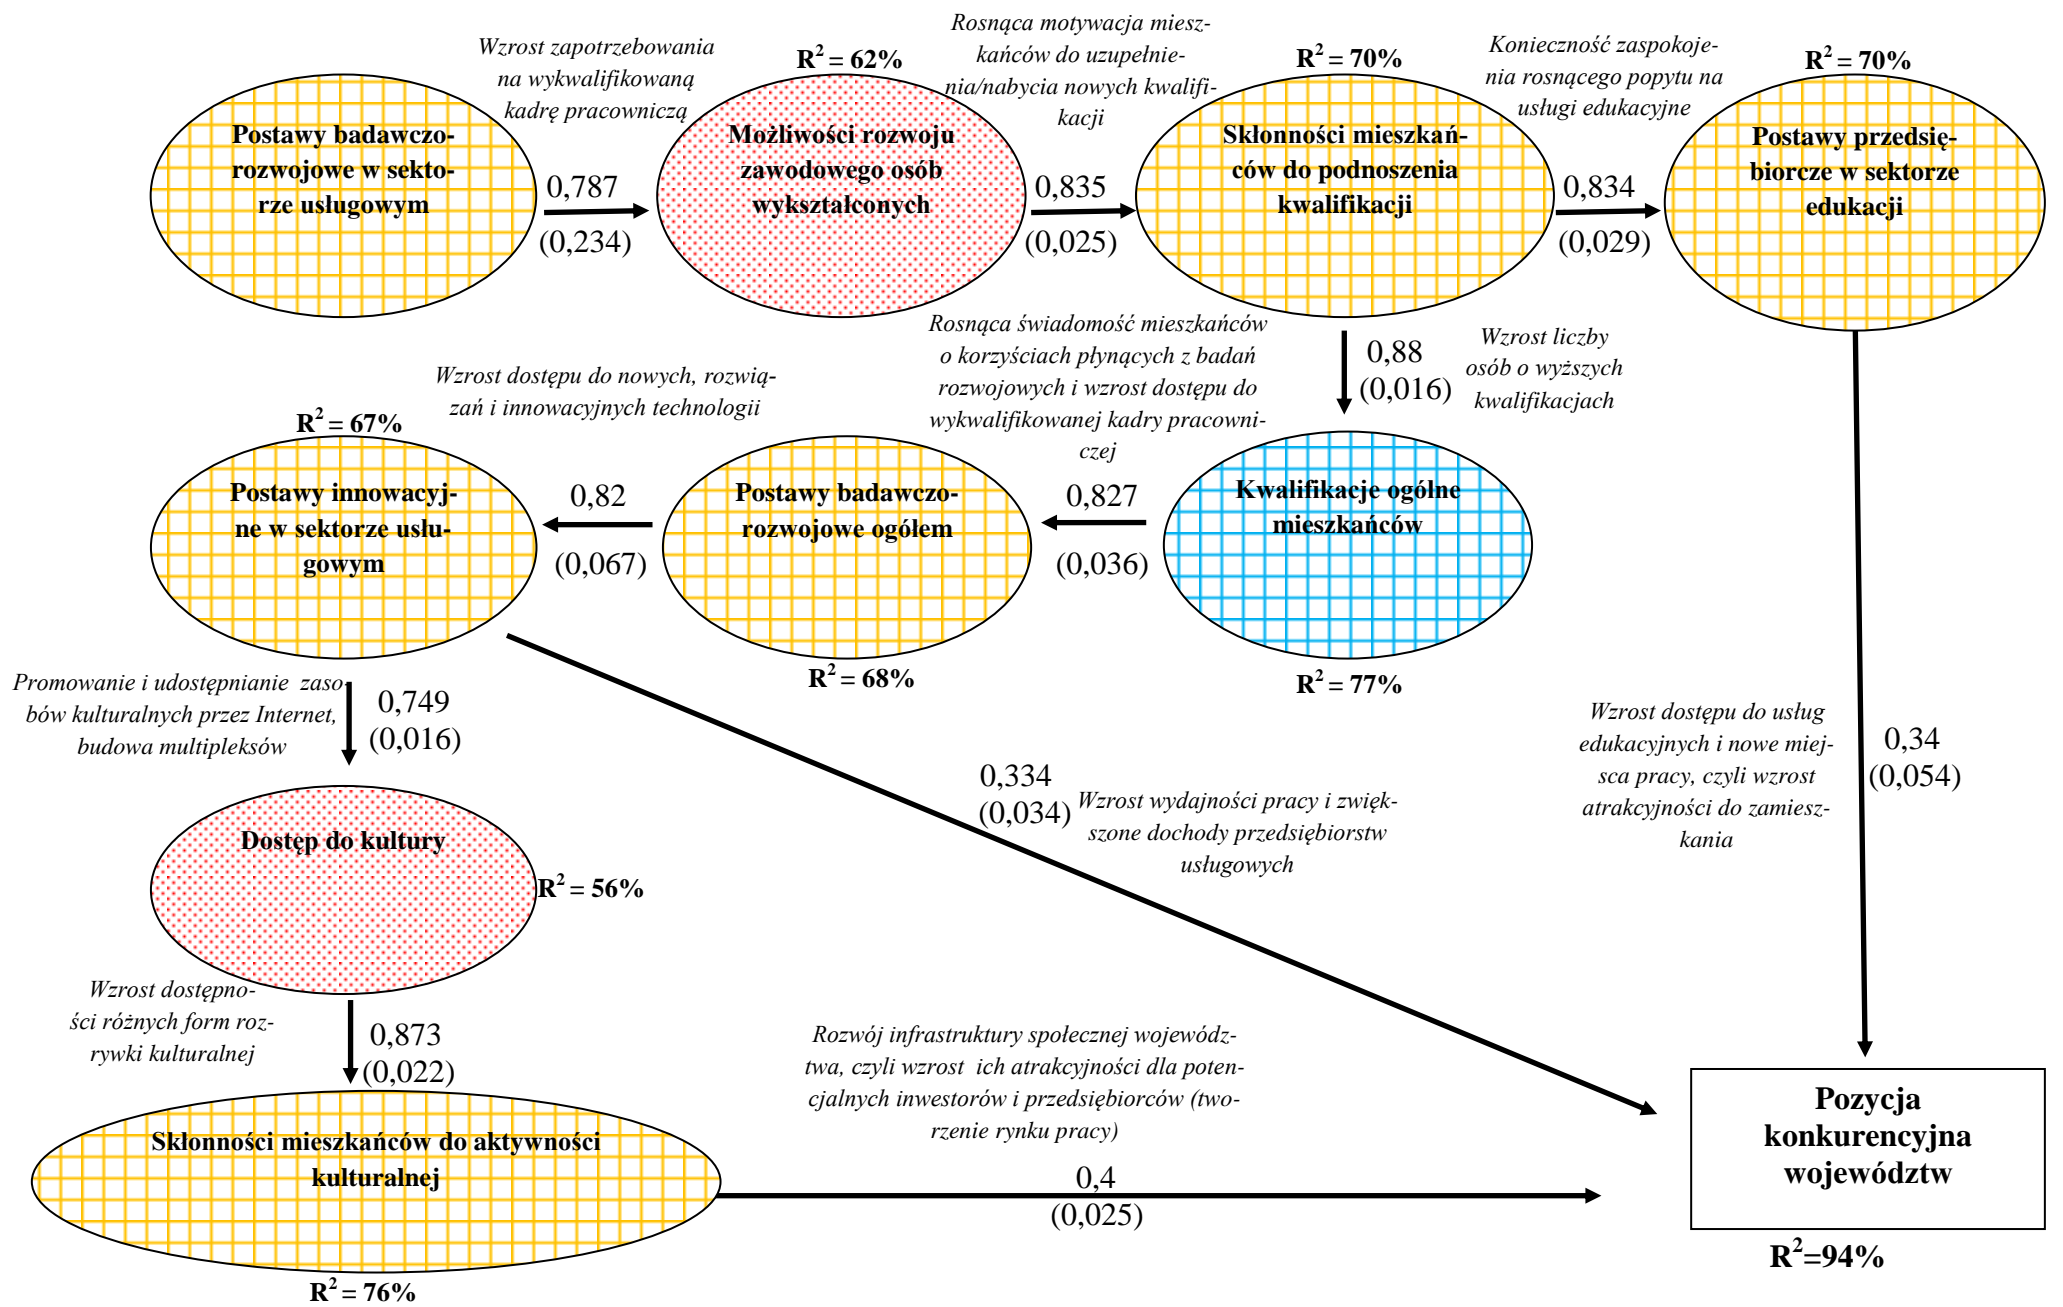 Wzrost zapotrzebowania
na wykwalifikowaną
kadrę pracowniczą
R² = 62%
Rosnąca motywacja miesz-
kańców do uzupełnie-
nia/nabycia nowych kwalifi-
kacji
R² = 70%
Konieczność zaspokoje-
nia rosnącego popytu na
usługi edukacyjne
R² = 70%
Postawy badawczo-
rozwojowe w sekto-
rze usługowym
0,787
(0,234)
Możliwości rozwoju
zawodowego osób
wykształconych
0,835
(0,025)
Skłonności mieszkań-
ców do podnoszenia
kwalifikacji
0,834
(0,029)
Postawy przedsię-
biorcze w sektorze
edukacji
Wzrost dostępu do nowych, rozwią-
zań i innowacyjnych technologii
Rosnąca świadomość mieszkańców
o korzyściach płynących z badań
rozwojowych i wzrost dostępu do
wykwalifikowanej kadry pracowni-
czej
0,88
(0,016)
Wzrost liczby
osób o wyższych
kwalifikacjach
R² = 67%
Postawy innowacyj-
ne w sektorze usłu-
gowym
0,82
(0,067)
Postawy badawczo-
rozwojowe ogółem
0,827
(0,036)
Kwalifikacje ogólne
mieszkańców
R² = 68%
R² = 77%
Promowanie i udostępnianie zaso-
bów kulturalnych przez Internet,
budowa multipleksów
0,749
(0,016)
0,334
(0,034)
Wzrost wydajności pracy i zwięk-
szone dochody przedsiębiorstw
usługowych
Wzrost dostępu do usług
edukacyjnych i nowe miej-
sca pracy, czyli wzrost
atrakcyjności do zamiesz-
kania
0,34
(0,054)
Dostęp do kultury
R² = 56%
Wzrost dostępno-
ści różnych form roz-
rywki kulturalnej
0,873
(0,022)
Rozwój infrastruktury społecznej wojewódz-
twa, czyli wzrost ich atrakcyjności dla poten-
cjalnych inwestorów i przedsiębiorców (two-
rzenie rynku pracy)
Skłonności mieszkańców do aktywności
kulturalnej
0,4
(0,025)
Pozycja
konkurencyjna
województw
R²=94%
R² = 76%